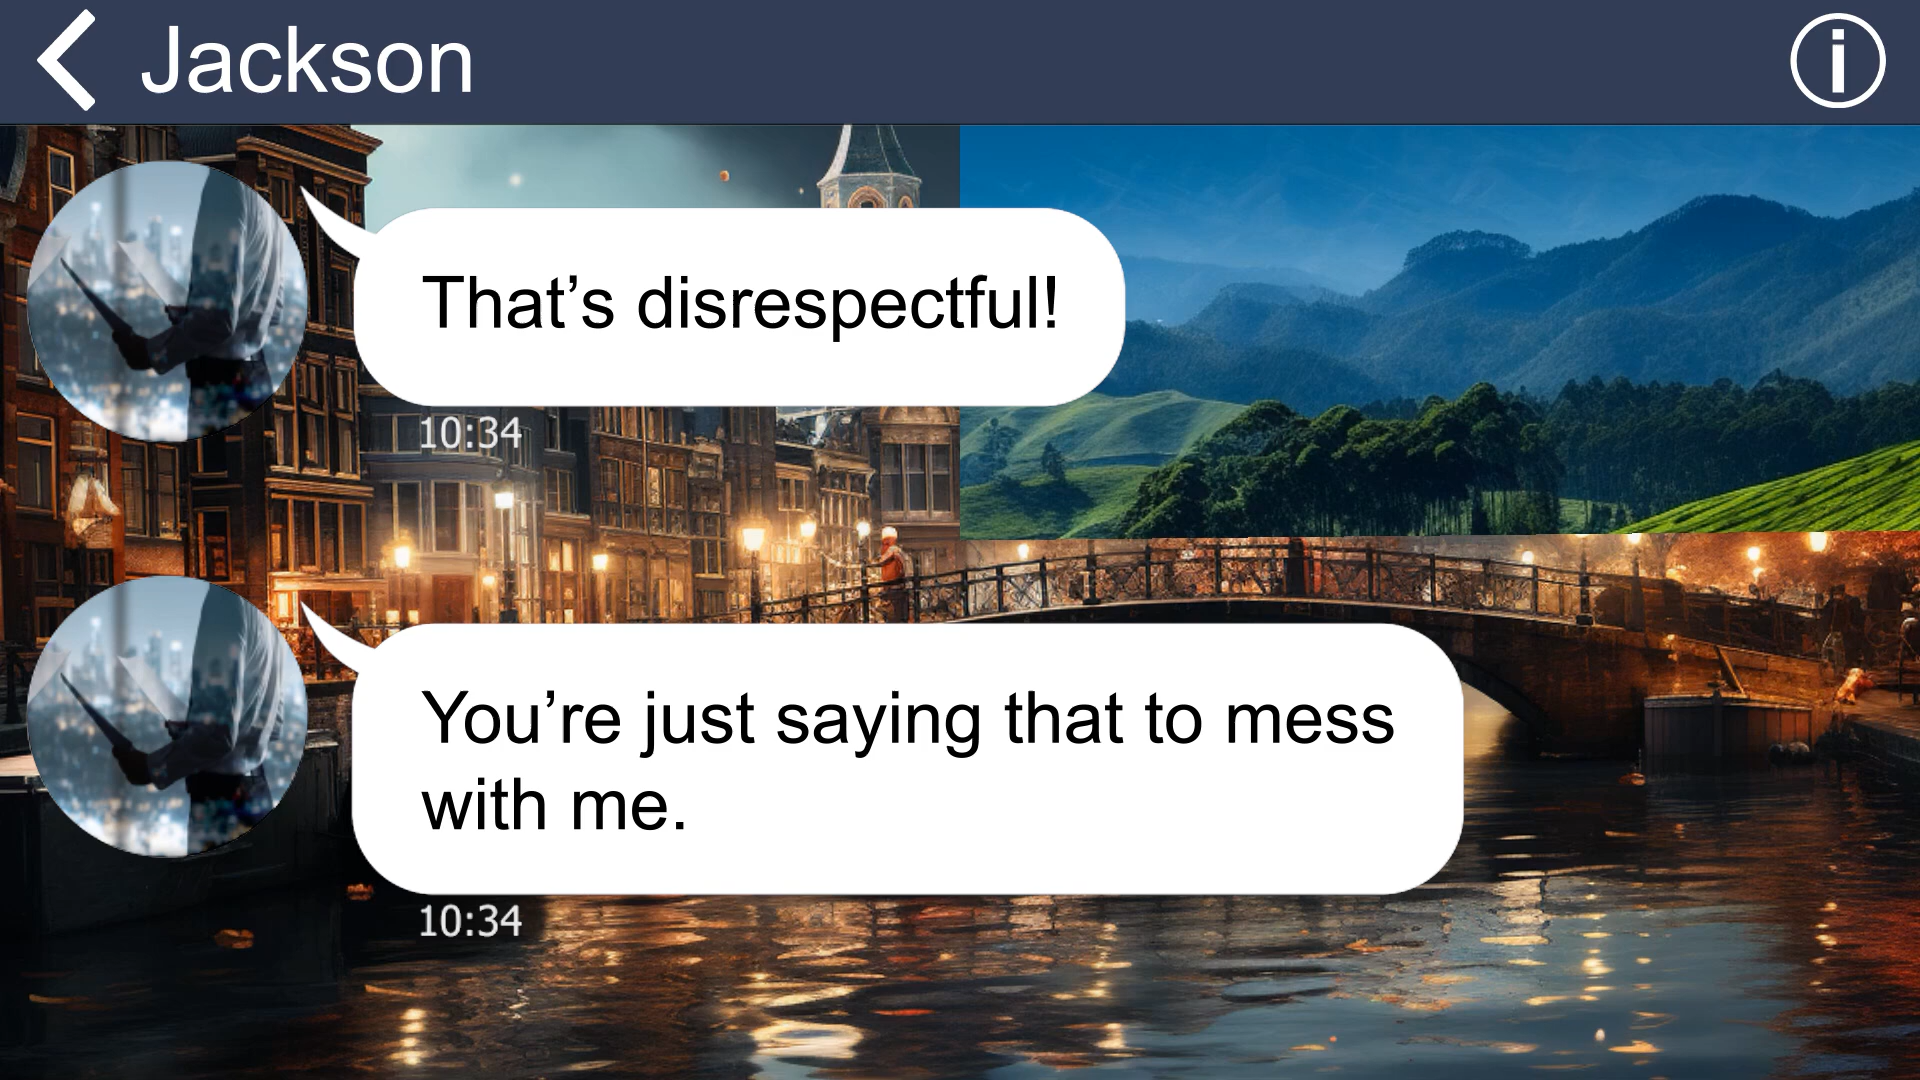 Jackson
That’s disrespectful!
10:34
You’re just saying that to mess
with me.
10:34